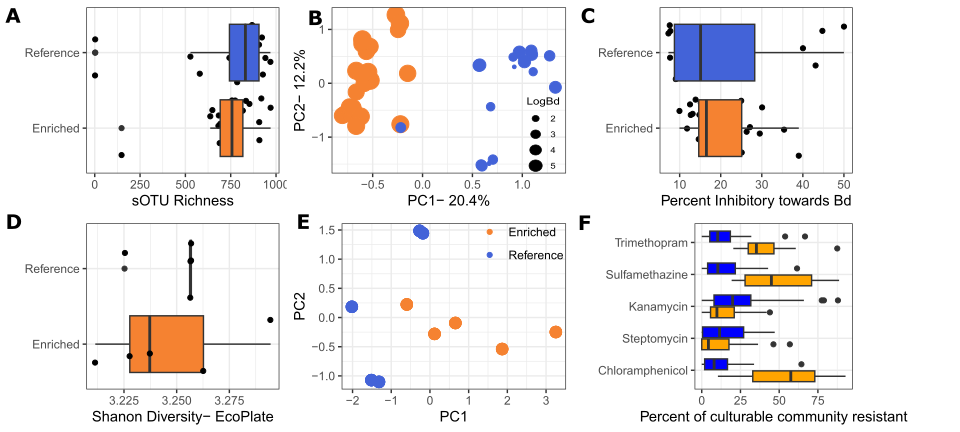 A
Reference
Enriched
0
250
500
750
1000
sOTU Richness
B
PC2− 12.2%
1
0
−1
−0.5
0.0
0.5
1.0
PC1− 20.4%
LogBd
2
3
4
5
C
Reference
Enriched
10
20
30
40
50
Percent Inhibitory towards Bd
D
Reference
Enriched
3.225
3.250
3.275
Shanon Diversity− EcoPlate
E
PC2
1.5
1.0
0.5
0.0
−0.5
−1.0
−2
−1
0
1
2
3
PC1
Enriched
Reference
F
Trimethopram
Sulfamethazine
Kanamycin
Steptomycin
Chloramphenicol
0
25
50
75
Percent of culturable community resistant